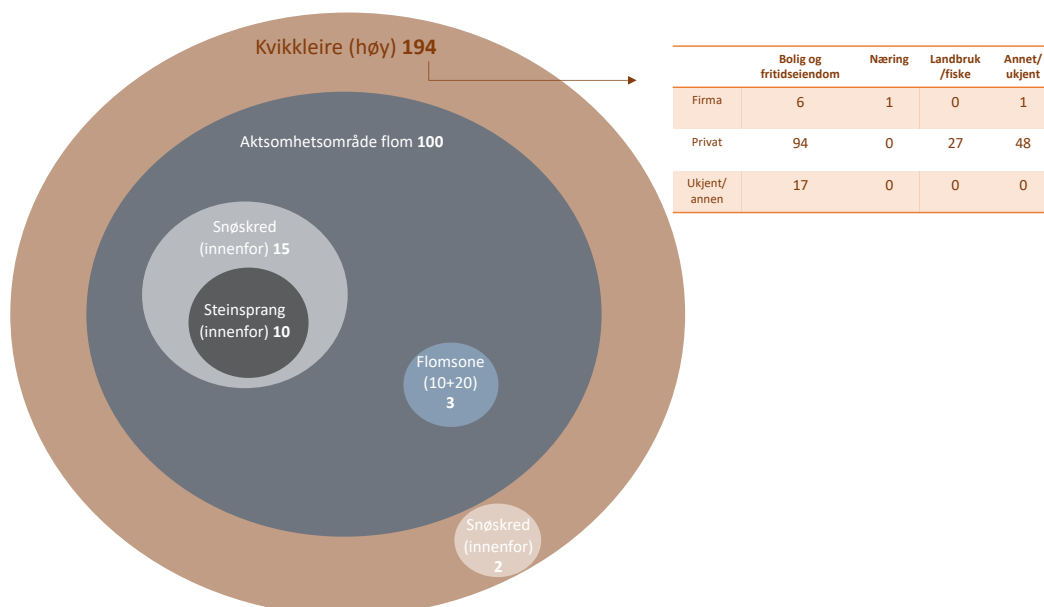 Kvikkleire (høy) 194
Aktsomhetsområde flom 100
Snøskred
(innenfor) 15
Steinsprang
(innenfor) 10
Flomsone
(10+20)
3
Snøskred
(innenfor)
2
Bolig og fritidseiendom Næring Landbruk /fiske Annet/ ukjent
Firma 6 1 0 1
Privat 94 0 27 48
Ukjent/ annen 17 0 0 0